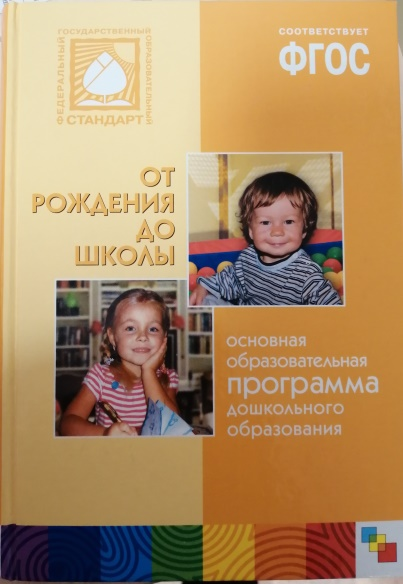 ФЕДЕРАЛЬНЫЙ
ГОСУДАРСТВЕННЫЙ
ОБРАЗОВАТЕЛЬНЫЙ
СТАНДАРТ
СООТВЕТСТВУЕТ
ФГОС
ОТ
РОЖДЕНИЯ
ДО
ШКОЛЫ
основная
образовательная
программа
дошкольного
образования